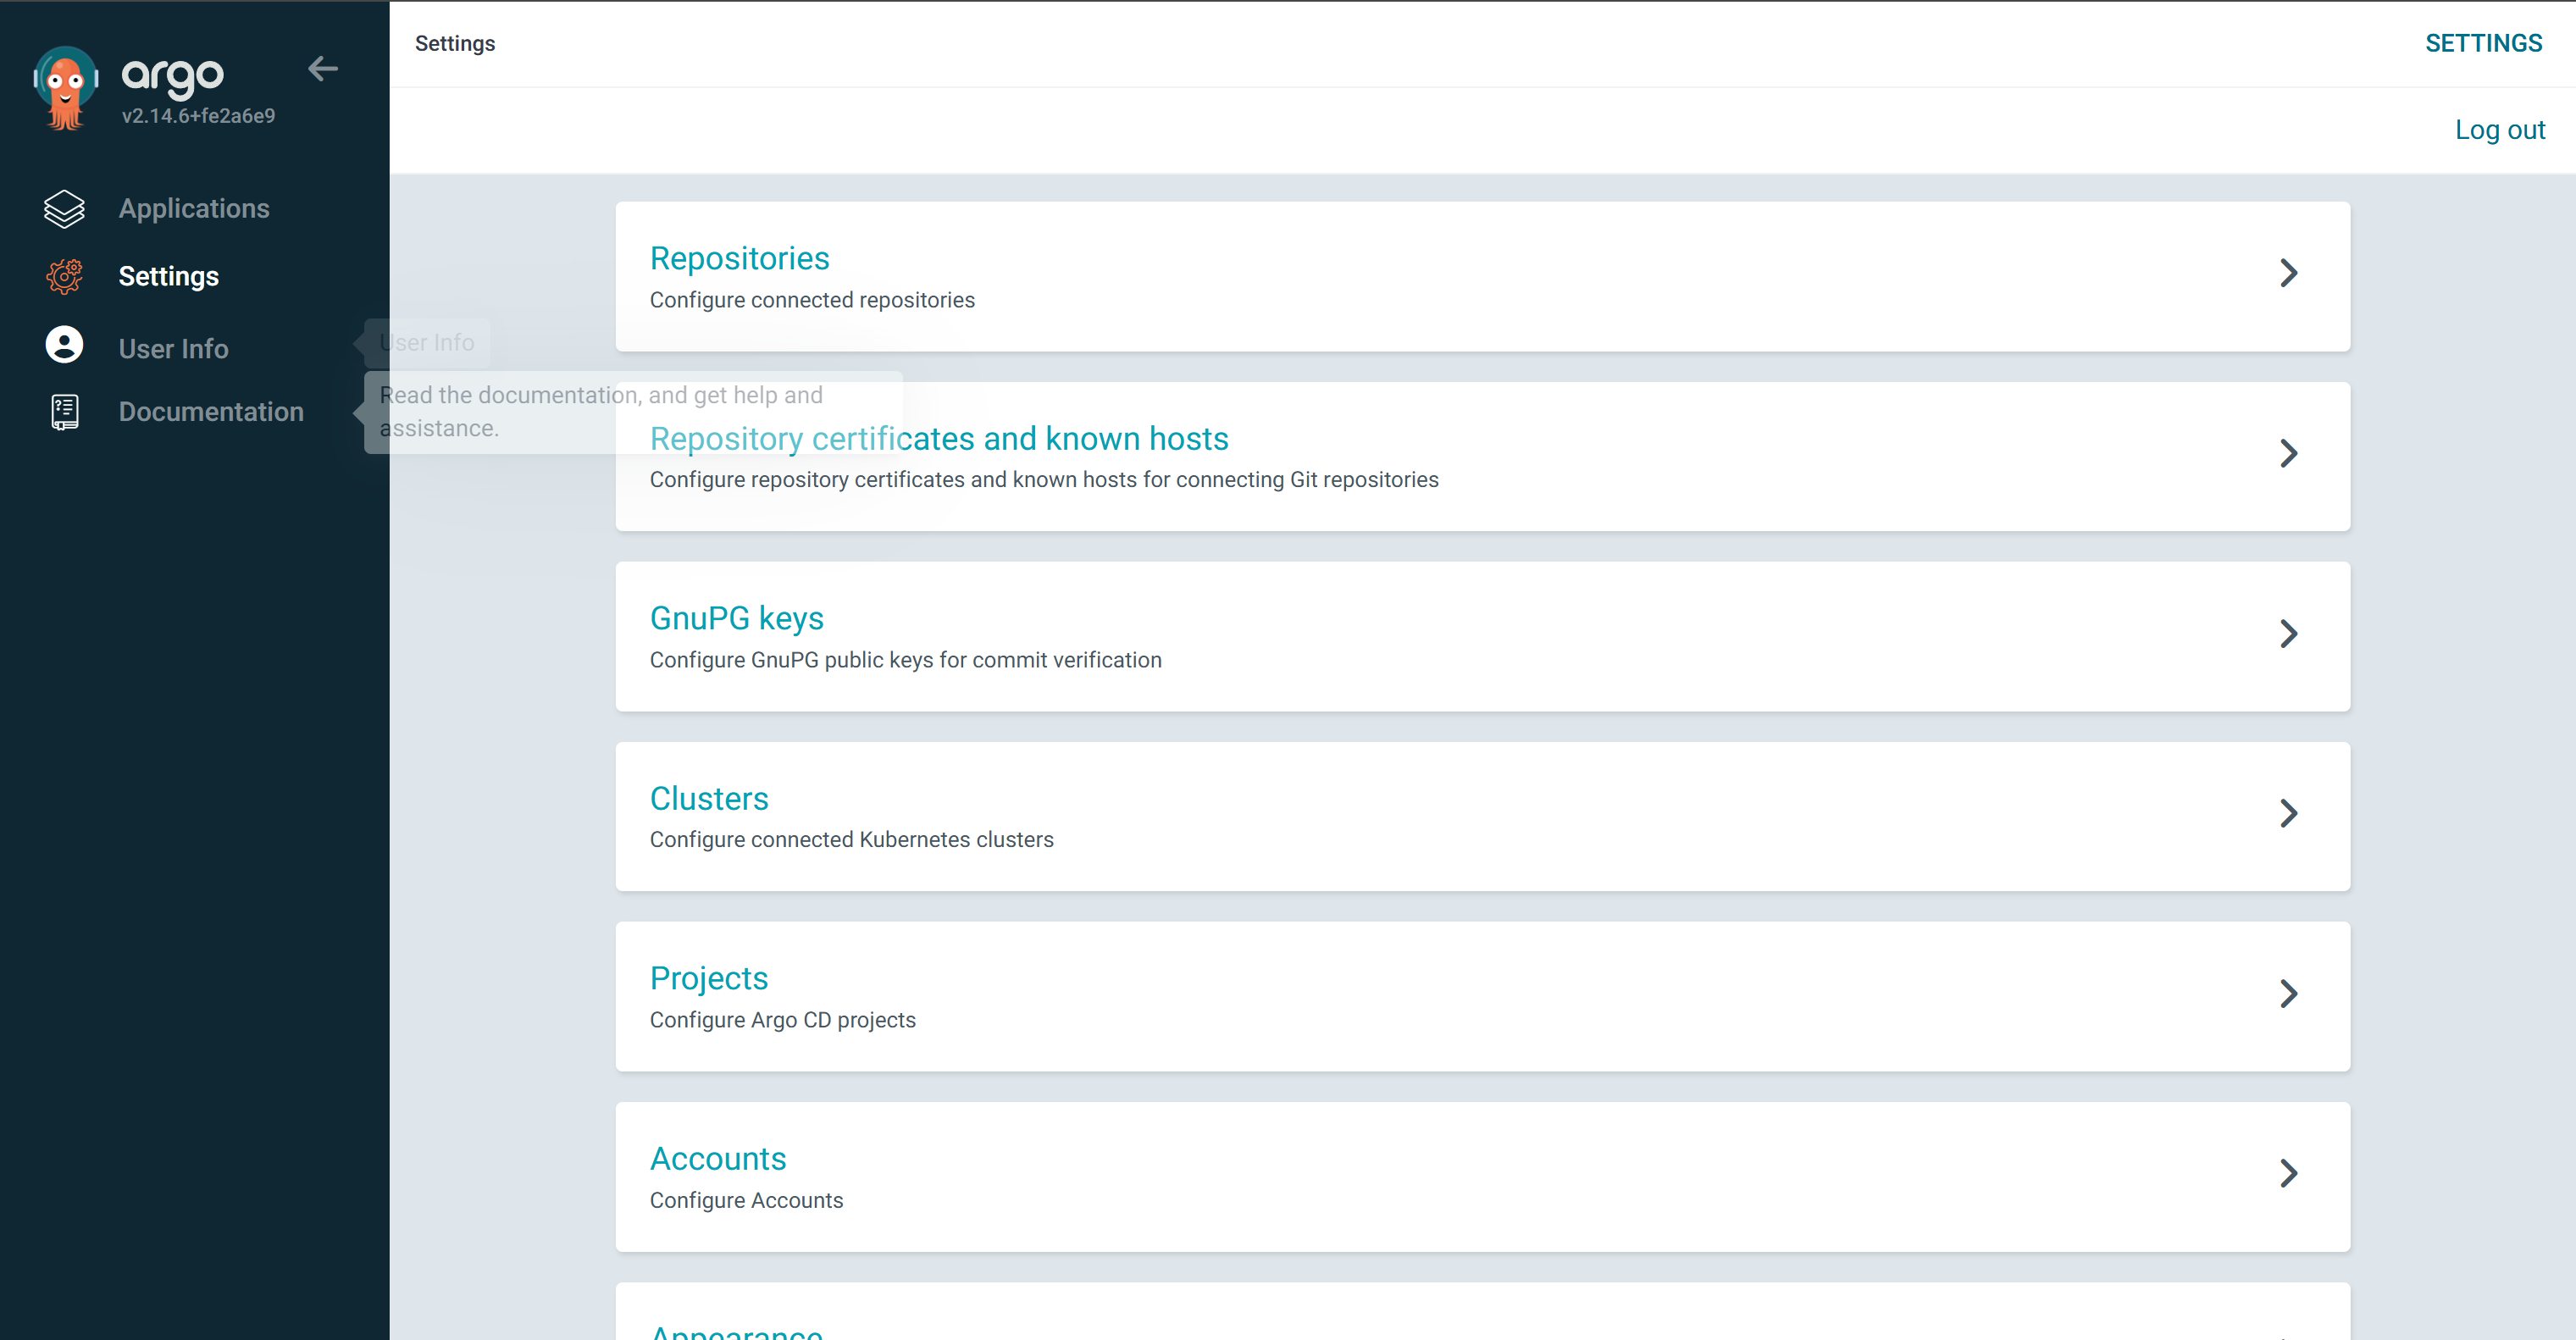 argo
v2.14.6+fe2a6e9
Applications
Settings
User Info
Documentation
Settings
SETTINGS
Log out
User Info
Read the documentation, and get help and
assistance.
Repositories
Configure connected repositories
Repository certificates and known hosts
Configure repository certificates and known hosts for connecting Git repositories
GnuPG keys
Configure GnuPG public keys for commit verification
Clusters
Configure connected Kubernetes clusters
Projects
Configure Argo CD projects
Accounts
Configure Accounts
Appearance